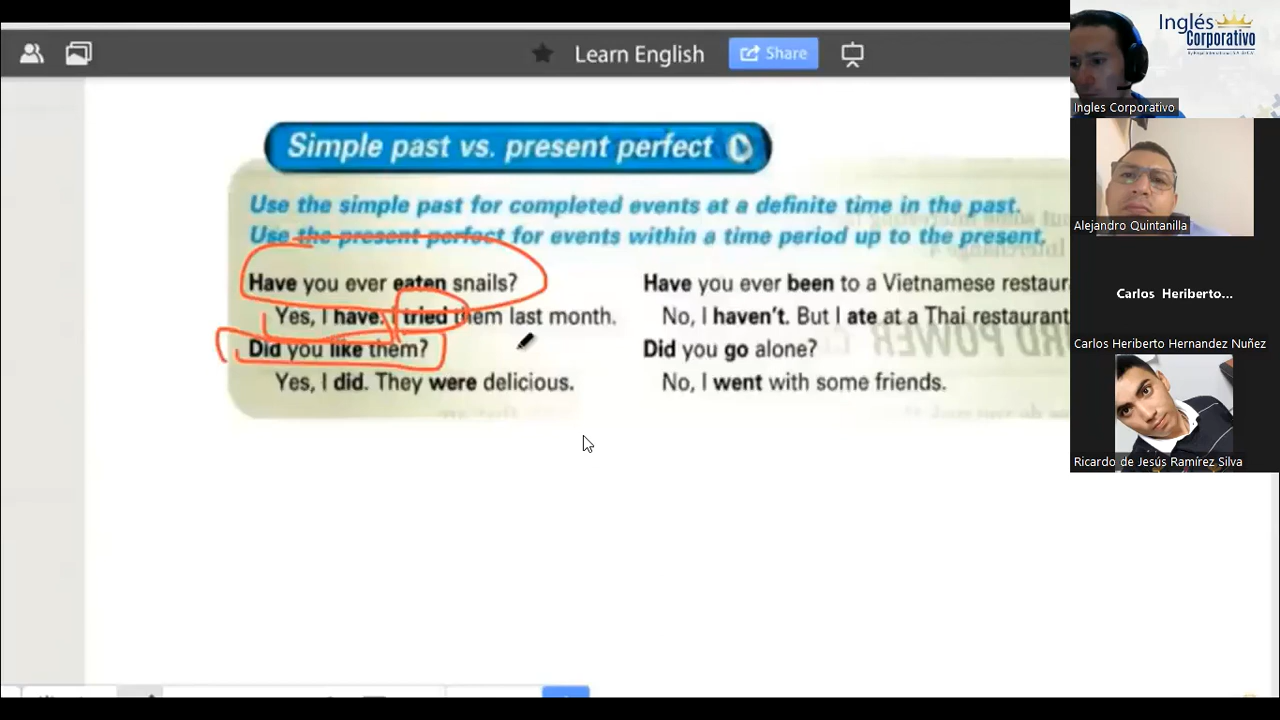 Learn English
Share
Simple past vs. present perfect
Use the simple past for completed events at a definite time in the past.
Use the present perfect for events within a time period up to the present.
Have you ever eaten snails?
Yes, I have. I tried them last month.
Did you like them?
Yes, I did. They were delicious.
Have you ever been to a Vietnamese restaur
No, I haven't. But I ate at a Thai restaurant
Did you go alone?
No, I went with some friends.
Inglés
Corporativo
Ingles Corporativo
Alejandro Quintanilla
Carlos Heriberto...
Carlos Heriberto Hernandez Nuñez
Ricardo de Jesús Ramírez Silva